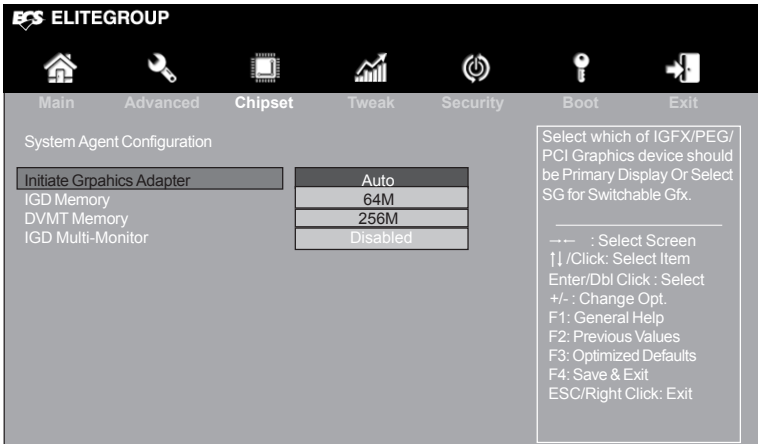 ECS ELITEGROUP
Main Advanced Chipset Tweak Security Boot Exit
System Agent Configuration
Initiate Grpahics Adapter Auto
IGD Memory 64M
DVMT Memory 256M
IGD Multi-Monitor Disabled
Select which of IGFX/PEG/
PCI Graphics device should
be Primary Display Or Select
SG for Switchable Gfx.
→← : Select Screen
↑↓/Click: Select Item
Enter/Dbl Click : Select
+/- : Change Opt.
F1: General Help
F2: Previous Values
F3: Optimized Defaults
F4: Save & Exit
ESC/Right Click: Exit